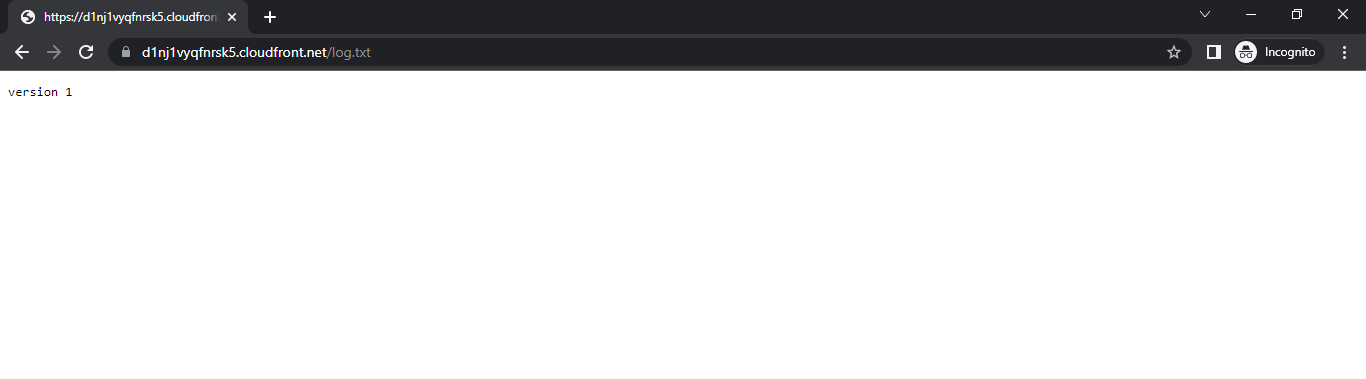 https://d1nj1vyqfnrsk5.cloudfron
d1nj1vyqfnrsk5.cloudfront.net/log.txt
Incognito
version 1